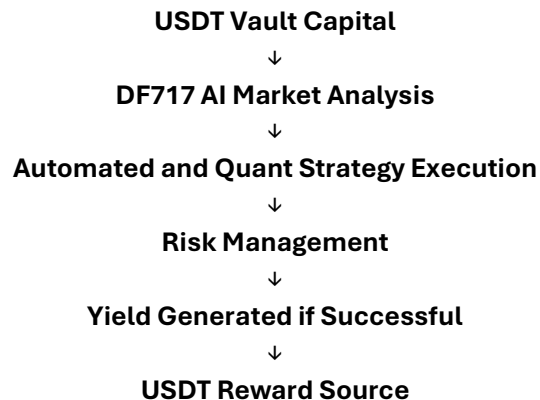 USDT Vault Capital
↓
DF717 AI Market Analysis
↓
Automated and Quant Strategy Execution
↓
Risk Management
↓
Yield Generated if Successful
↓
USDT Reward Source